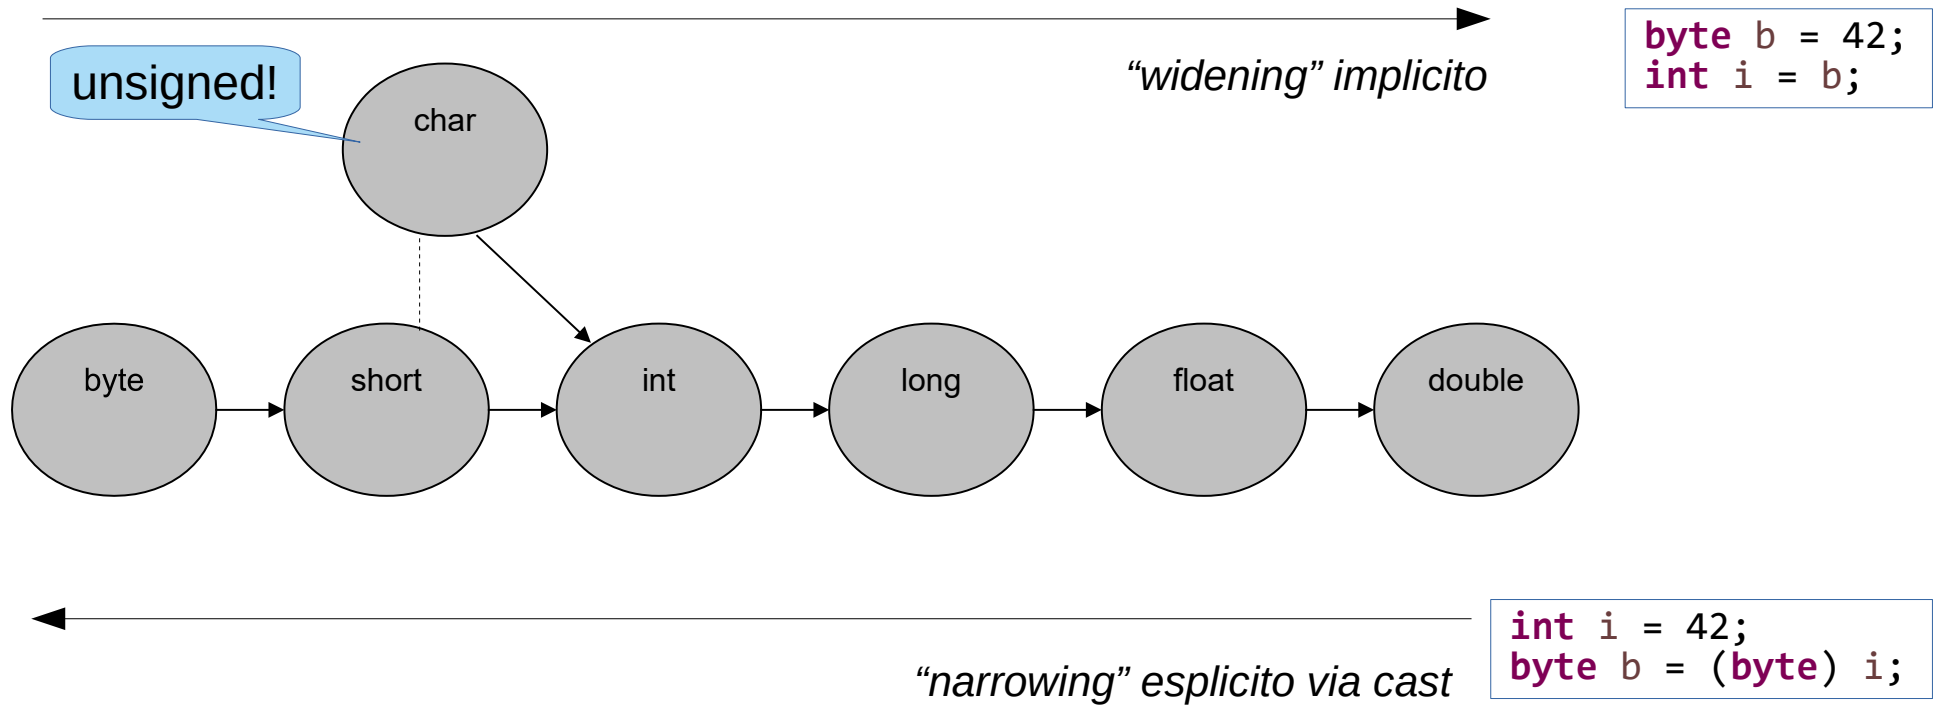 unsigned!
“widening” implicito
byte b = 42;
int i = b;
char
byte
short
int
long
float
double
“narrowing” esplicito via cast
int i = 42;
byte b = (byte) i;